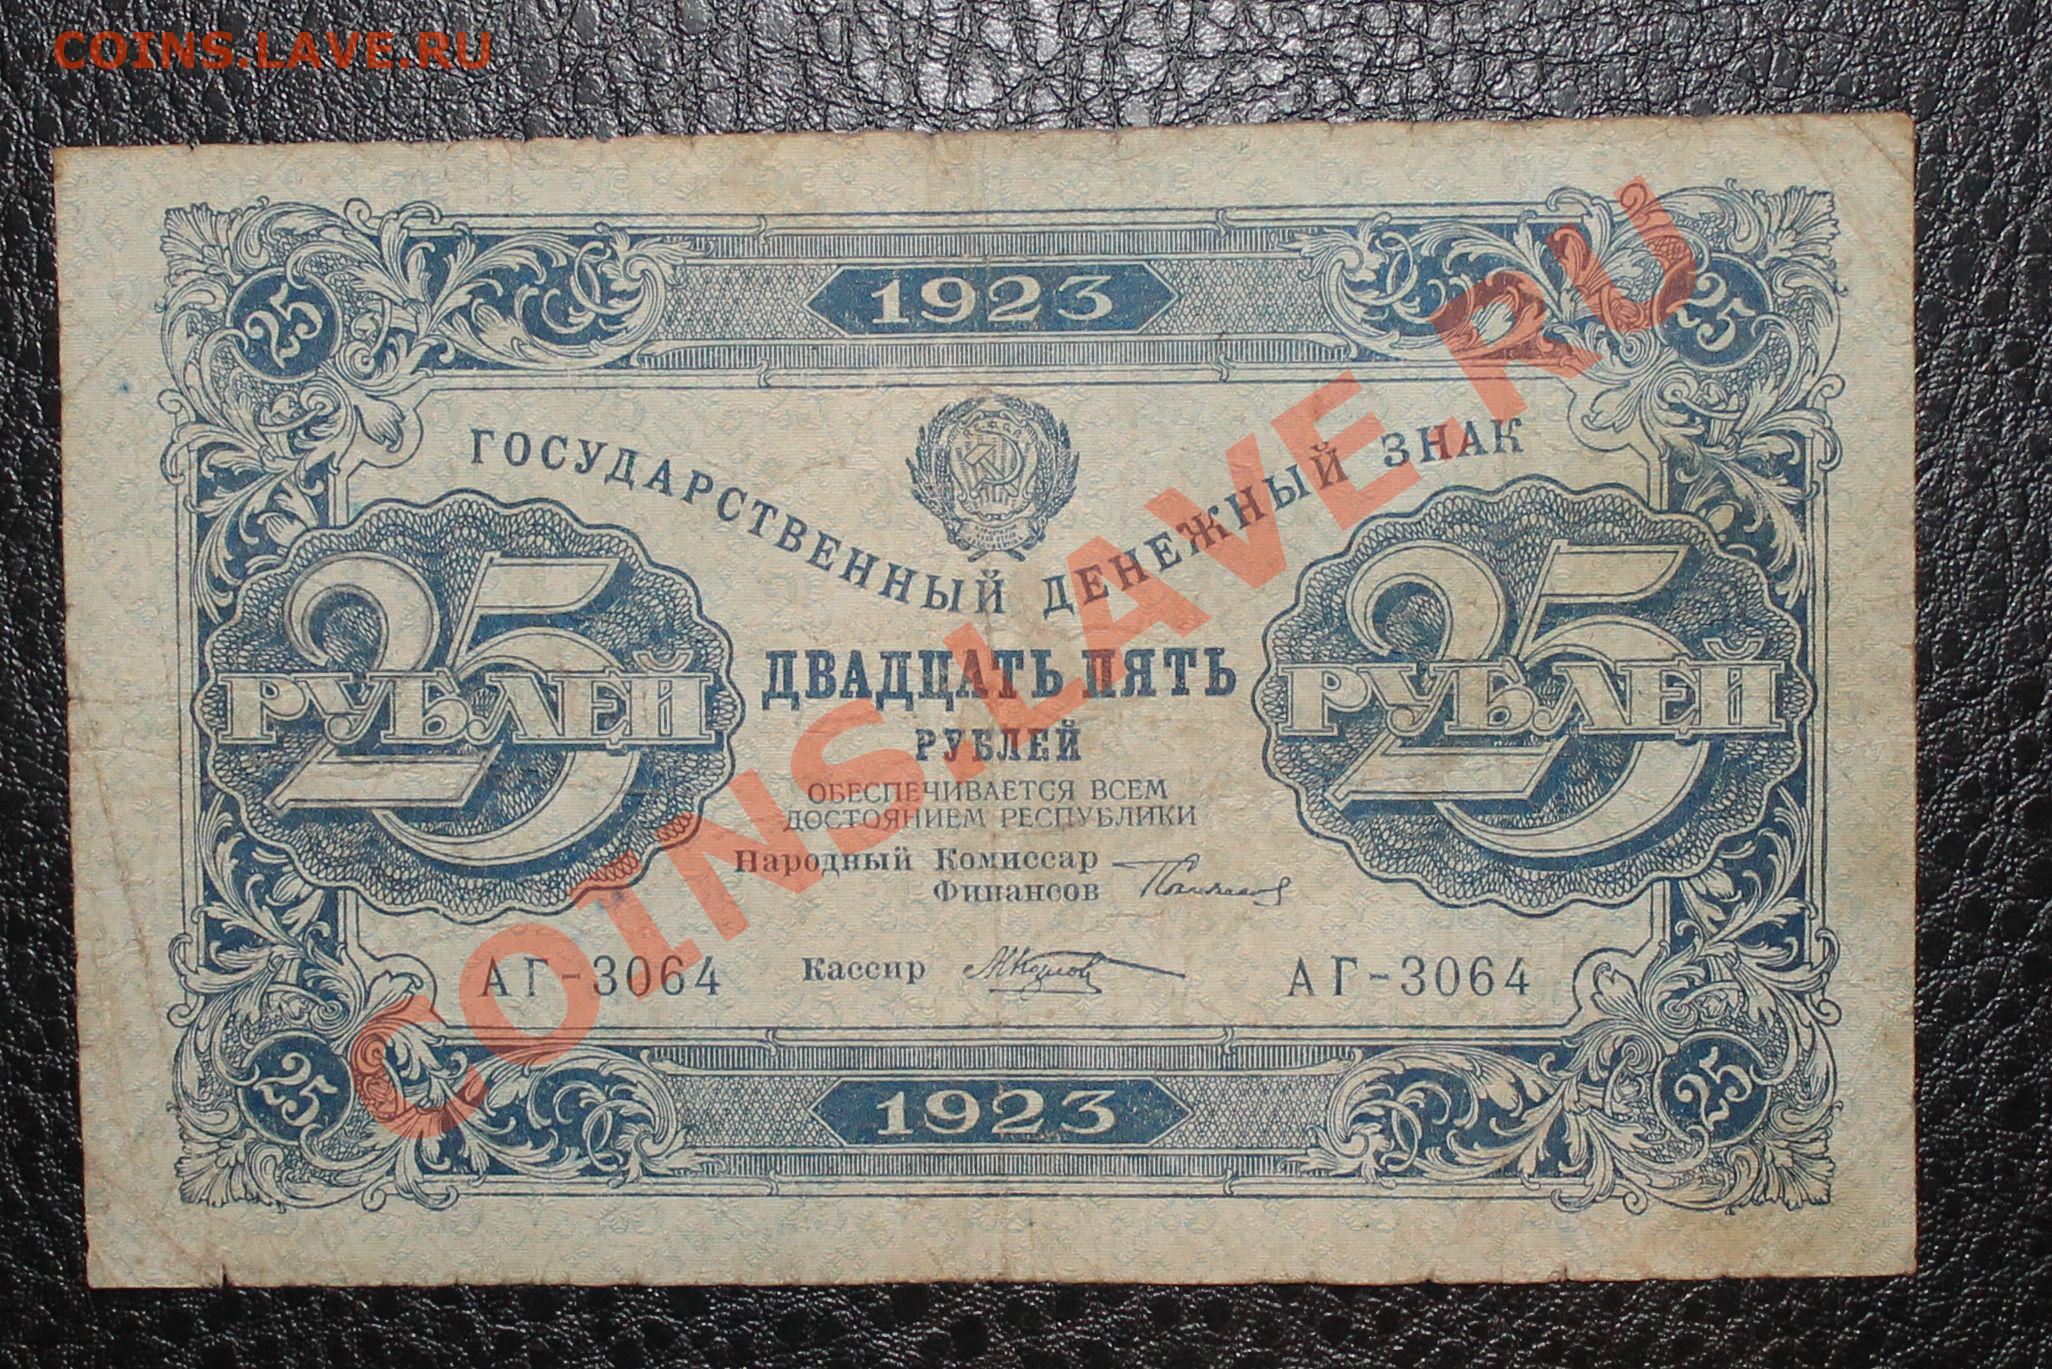 COINS.LAVE.RU
1923
25 25
ГОСУДАРСТВЕННЫЙ ДЕНЕЖНЫЙ ЗНАК
25 РУБЛЕЙ
25 РУБЛЕЙ
ДВАДЦАТЬ ПЯТЬ
РУБЛЕЙ
ОБЕСПЕЧИВАЕТСЯ ВСЕМ
ДОСТОЯНИЕМ РЕСПУБЛИКИ
Народный Комиссар
Финансов
АГ-3064 Кассир АГ-3064
25 25
1923
COINS.LAVE.RU